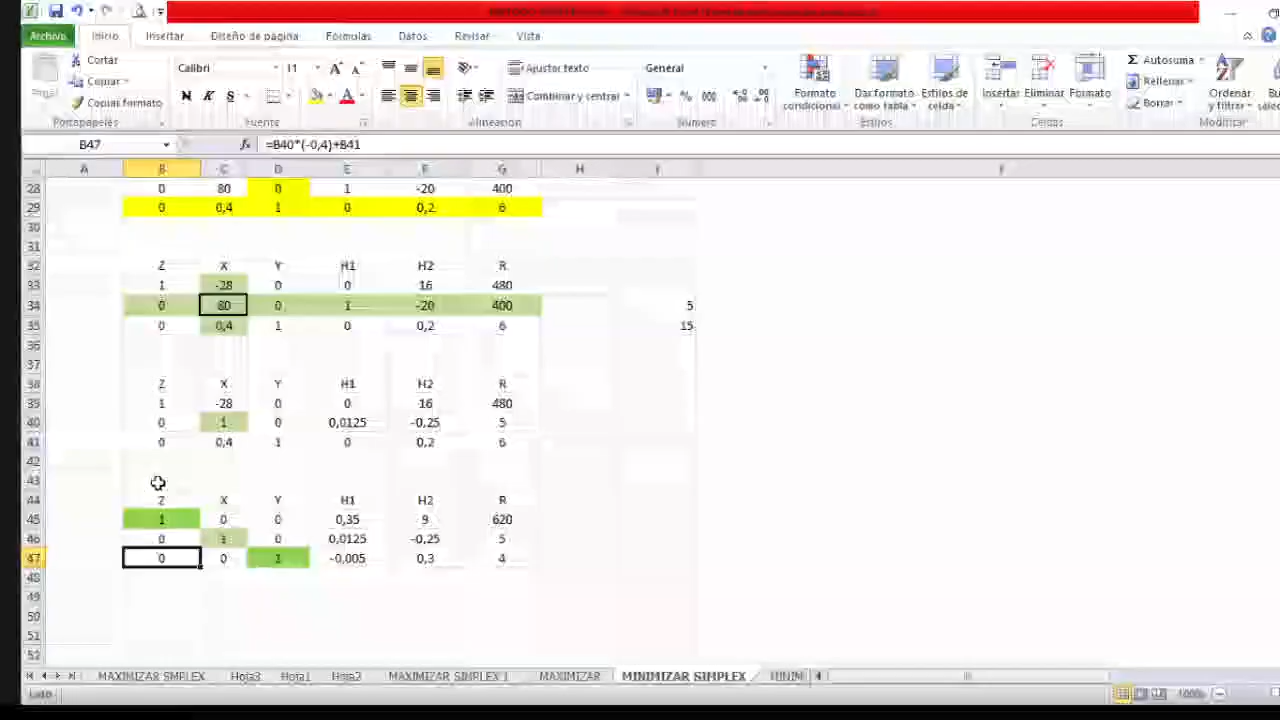 Archivo Inicio Insertar Diseño de página Fórmulas Datos Revisar Vista
Cortar
Copiar
Copiar formato
Portapapeles
Calibri 11
N K S
Fuente
Ajustar texto
Combinar y centrar
Alineación
General
% 000
Número
Formato condicional
Dar formato como tabla
Estilos de celda
Estilos
Insertar Eliminar Formato
Celdas
Autosuma
Rellenar
Borrar
Ordenar y filtrar
Modificar
B47 fx =B40*(-0,4)+B41
A B C D E F G H I
28 0 80 0 1 -20 400
29 0 0,4 1 0 0,2 6
30
31
32 Z X Y H1 H2 R
33 1 -28 0 0 16 480
34 0 80 0 1 -20 400 5
35 0 0,4 1 0 0,2 6 15
36
37
38 Z X Y H1 H2 R
39 1 -28 0 0 16 480
40 0 1 0 0,0125 -0,25 5
41 0 0,4 1 0 0,2 6
42
43
44 Z X Y H1 H2 R
45 1 0 0 0,35 9 620
46 0 1 0 0,0125 -0,25 5
47 0 0 1 -0,005 0,3 4
48
49
50
51
52
MAXIMIZAR SMPLEX Hoja3 Hoja1 Hoja2 MAXIMIZAR SIMPLEX 1 MAXIMIZAR MINIMIZAR SIMPLEX
Listo 100%